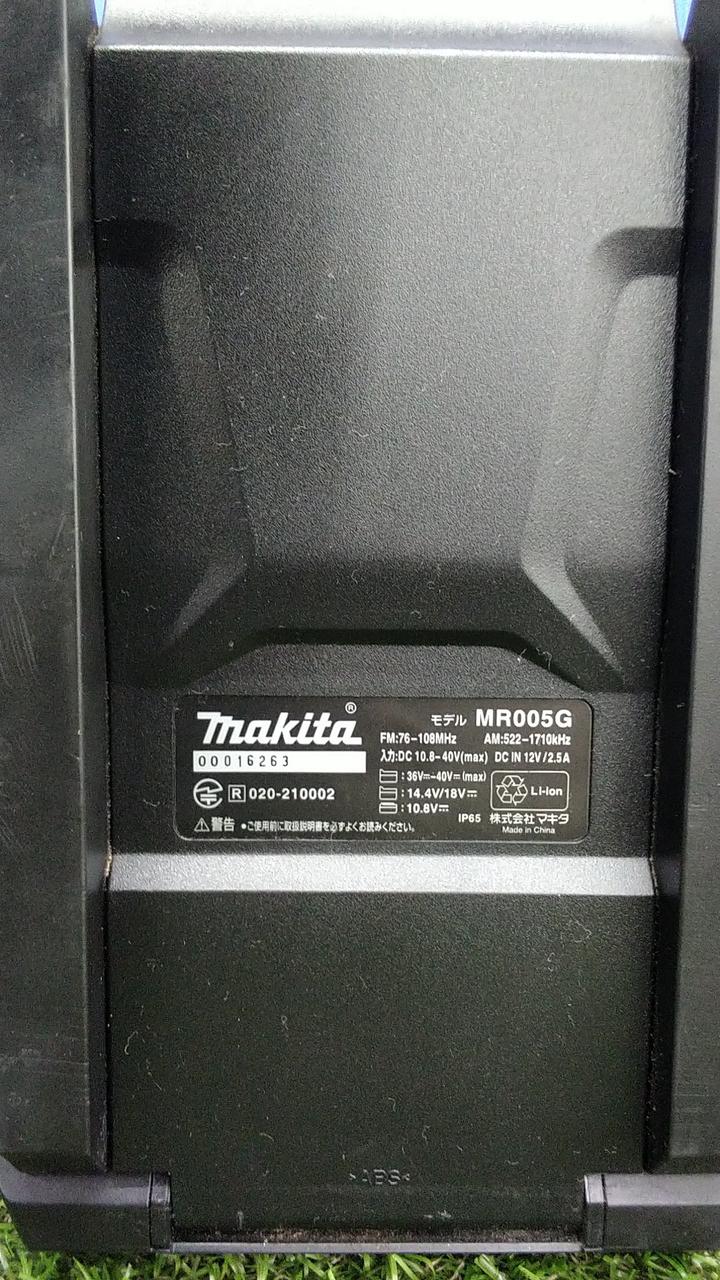 makita®
モデル MR005G
FM:76-108MHz AM:522-1710kHz
入力:DC 10.8-40V(max) DC IN 12V/2.5A
00016263
:36V⎓-40V⎓(max)
:14.4V/18V⎓
:10.8V⎓
Li-ion
R 020-210002
IP65 株式会社マキタ
Made in China
⚠警告 ●ご使用前に取扱説明書を必ずよくお読みください。
>ABS<